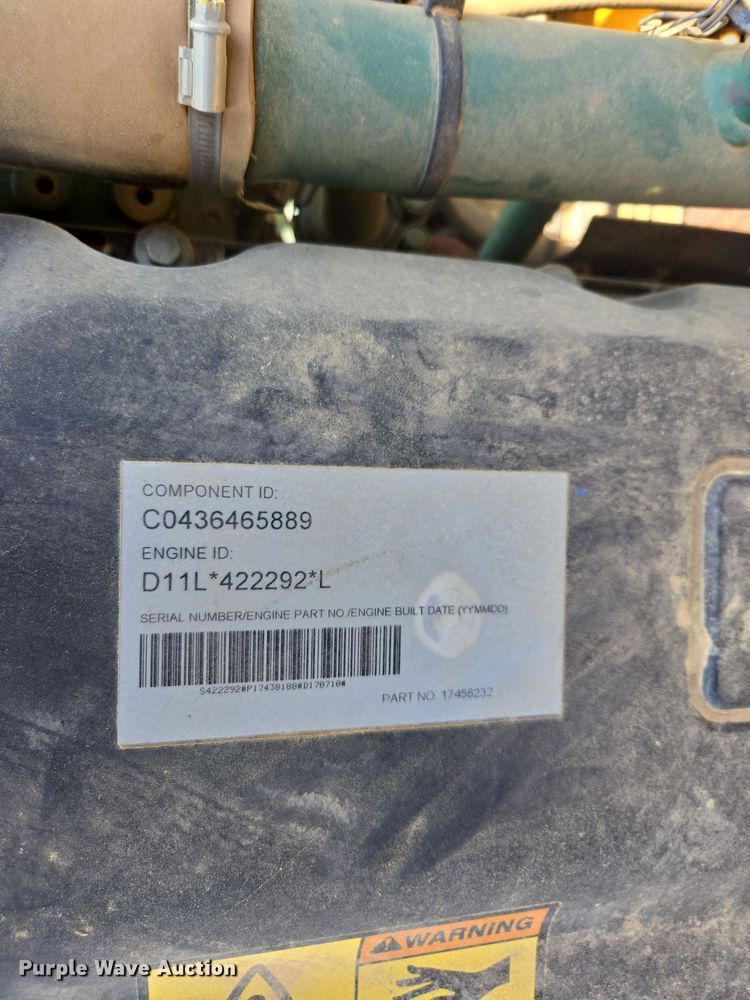 COMPONENT ID:
C0436465889
ENGINE ID:
D11L*422292*L
SERIAL NUMBER/ENGINE PART NO./ENGINE BUILT DATE (YYMMDD)
S422292#P17438188#D170710#
PART NO. 17456232
WARNING
Purple Wave Auction